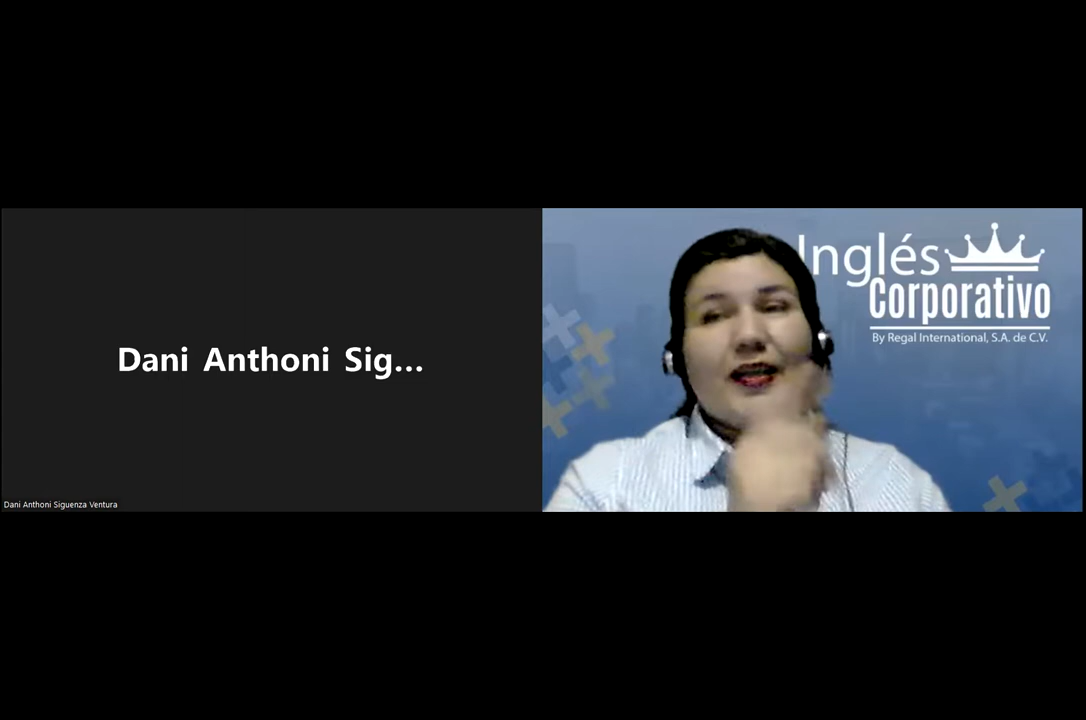 Dani Anthoni Sig...
Dani Anthoni Siguenza Ventura
Inglés
Corporativo
By Regal International, S.A. de C.V.